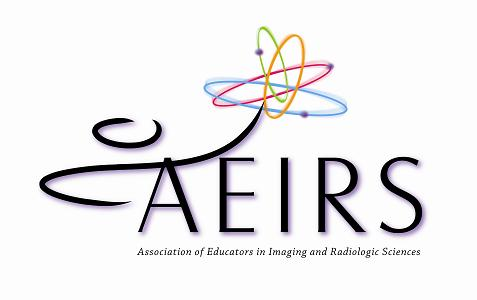 AEIRS
Association of Educators in Imaging and Radiologic Sciences